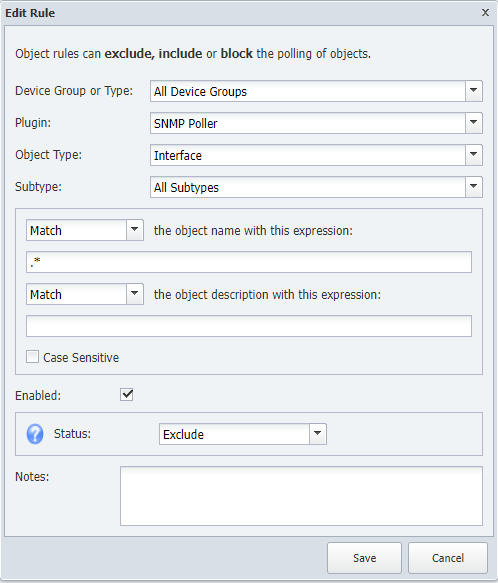 Edit Rule X
Object rules can exclude, include or block the polling of objects.
Device Group or Type: All Device Groups
Plugin: SNMP Poller
Object Type: Interface
Subtype: All Subtypes
Match the object name with this expression:
.*
Match the object description with this expression:
Case Sensitive
Enabled:
? Status: Exclude
Notes:
Save Cancel